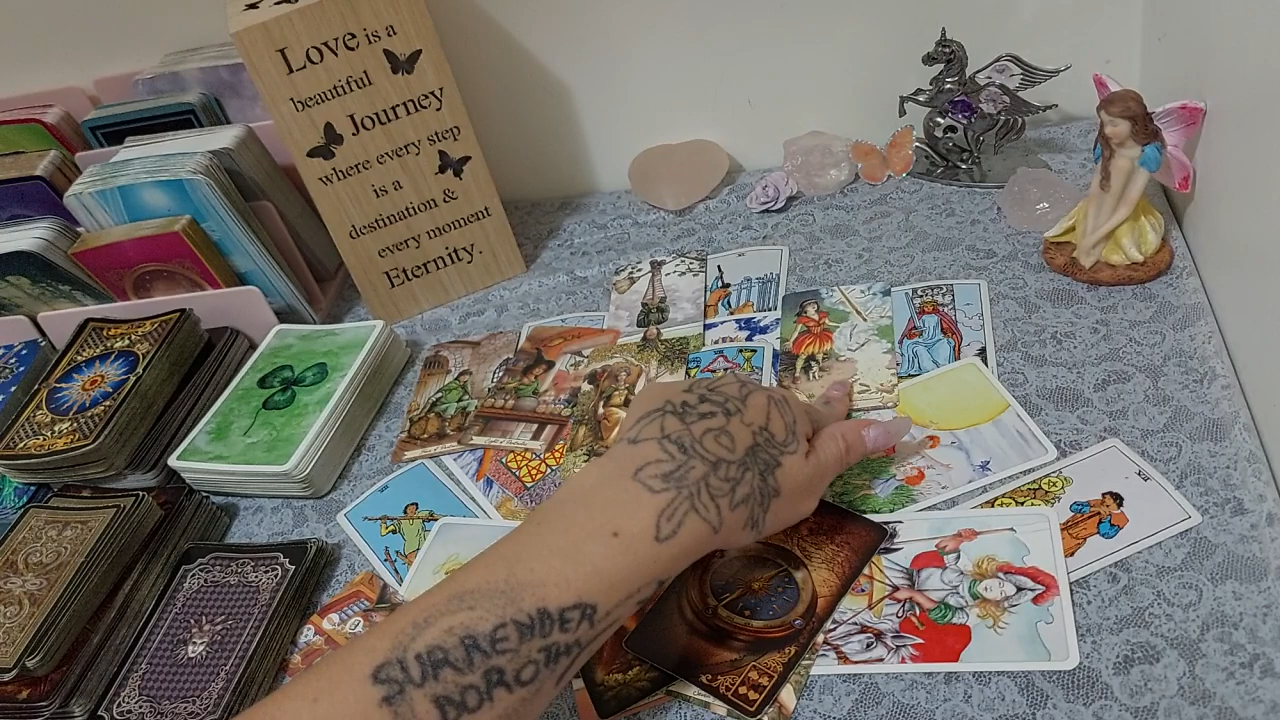 Love is a
beautiful
Journey
where every step
is a
destination &
every moment
Eternity.
SURRENDER
DOROTHY